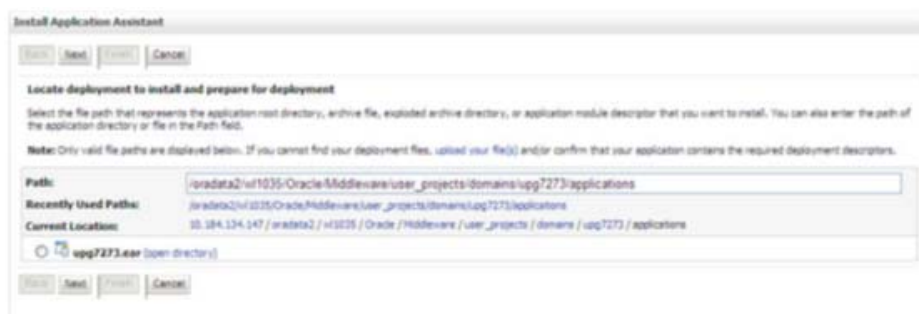 Install Application Assistant
Back Next Finish Cancel
Locate deployment to install and prepare for deployment
Select the file path that represents the application root directory, archive file, exploded archive directory, or application module descriptor that you want to install. You can also enter the path of
the application directory or file in the Path field.
Note: Only valid file paths are displayed below. If you cannot find your deployment files, upload your file(s) and/or confirm that your application contains the required deployment descriptors.
Path: /oradata2/wl1035/Oracle/Middleware/user_projects/domains/upg7273/applications
Recently Used Paths: /oradata2/wl1035/Oracle/Middleware/user_projects/domains/upg7273/applications
Current Location: 10.184.134.147 / oradata2 / wl1035 / Oracle / Middleware / user_projects / domains / upg7273 / applications
upg7273.ear (open directory)
Back Next Finish Cancel